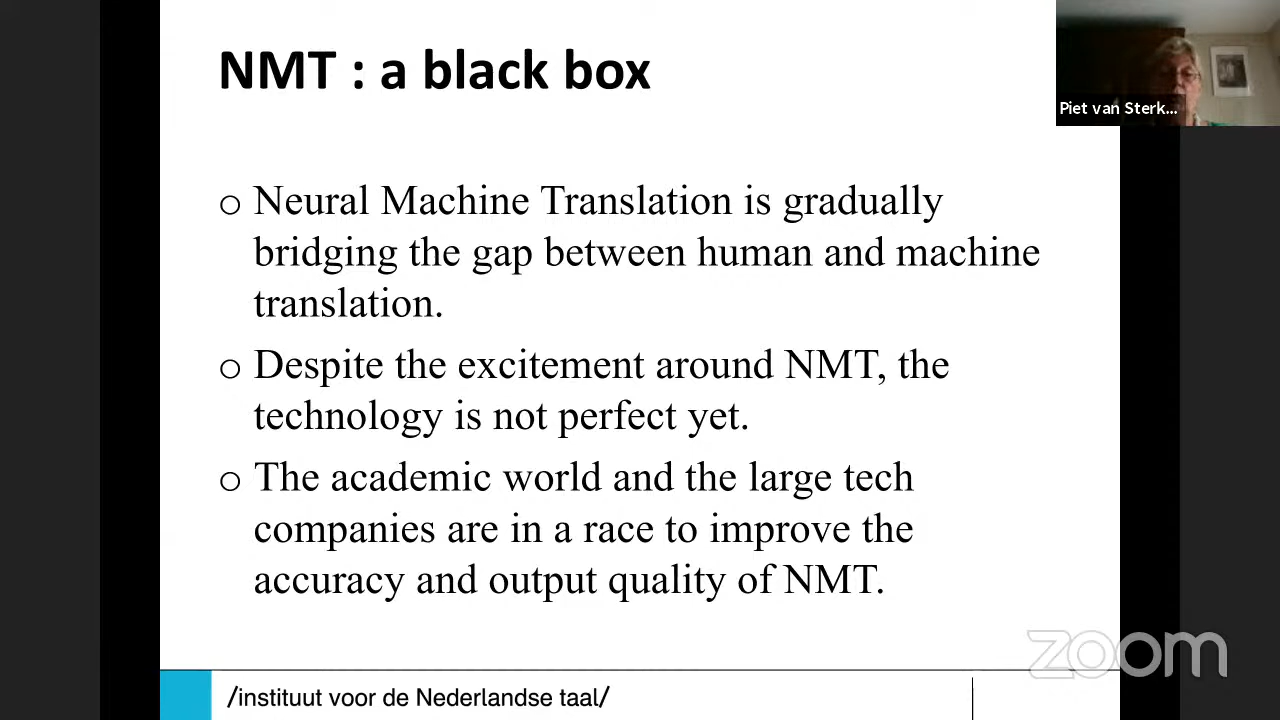 NMT : a black box
Piet van Sterk...
o Neural Machine Translation is gradually
bridging the gap between human and machine
translation.
o Despite the excitement around NMT, the
technology is not perfect yet.
o The academic world and the large tech
companies are in a race to improve the
accuracy and output quality of NMT.
zoom
/instituut voor de Nederlandse taal/